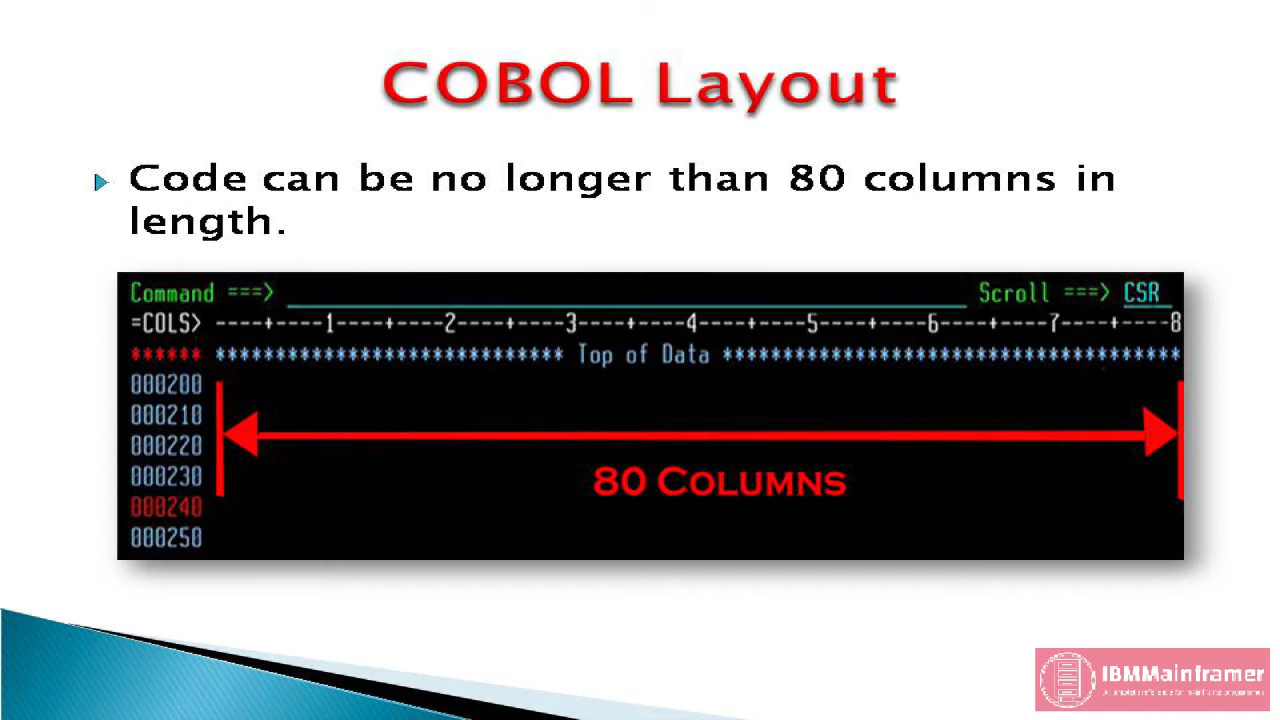 COBOL Layout
Code can be no longer than 80 columns in
length.
Command ===> Scroll ===> CSR
=COLS> ----+----1----+----2----+----3----+----4----+----5----+----6----+----7----+----8
****** ***************************** Top of Data **************************************
000200
000210
000220
80 COLUMNS
000230
000240
000250
IBMMainframer